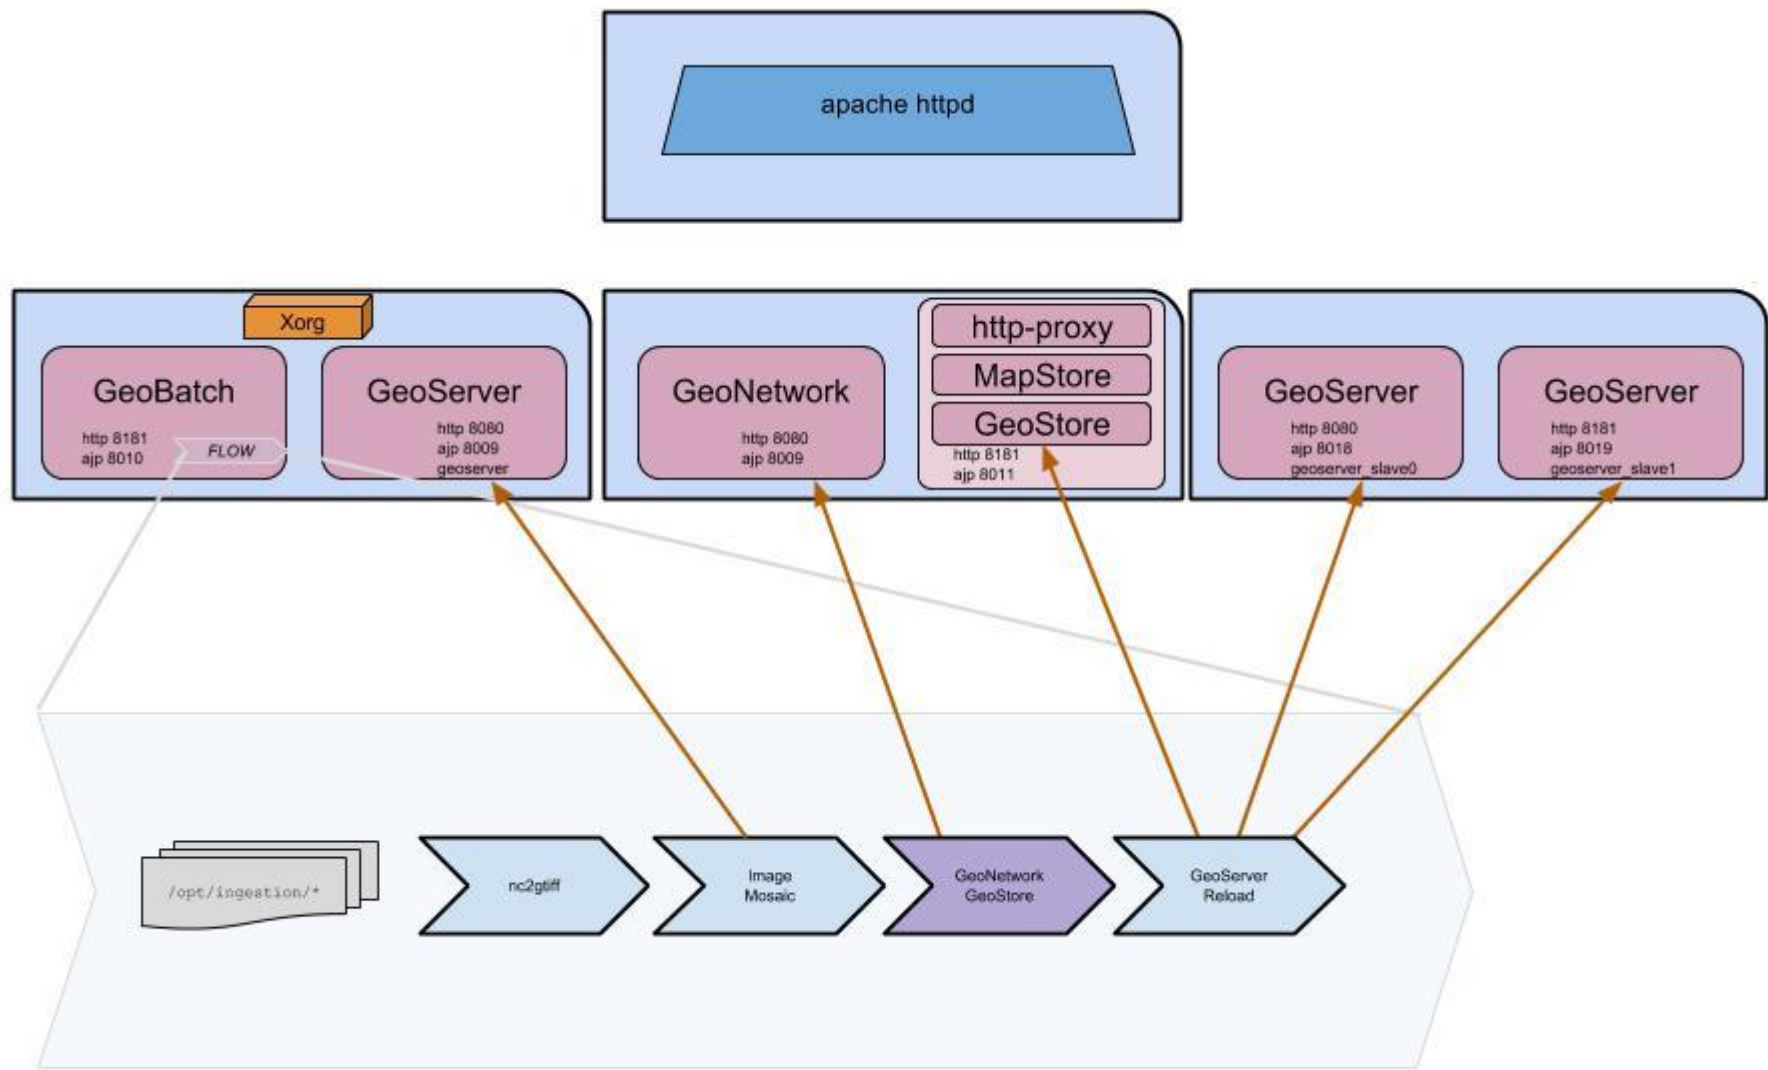 apache httpd
Xorg
GeoBatch
http 8181
ajp 8010
FLOW
GeoServer
http 8080
ajp 8009
geoserver
GeoNetwork
http 8080
ajp 8009
http-proxy
MapStore
GeoStore
http 8181
ajp 8011
GeoServer
http 8080
ajp 8018
geoserver_slave0
GeoServer
http 8181
ajp 8019
geoserver_slave1
/opt/ingestion/*
nc2gtiff
Image
Mosaic
GeoNetwork
GeoStore
GeoServer
Reload